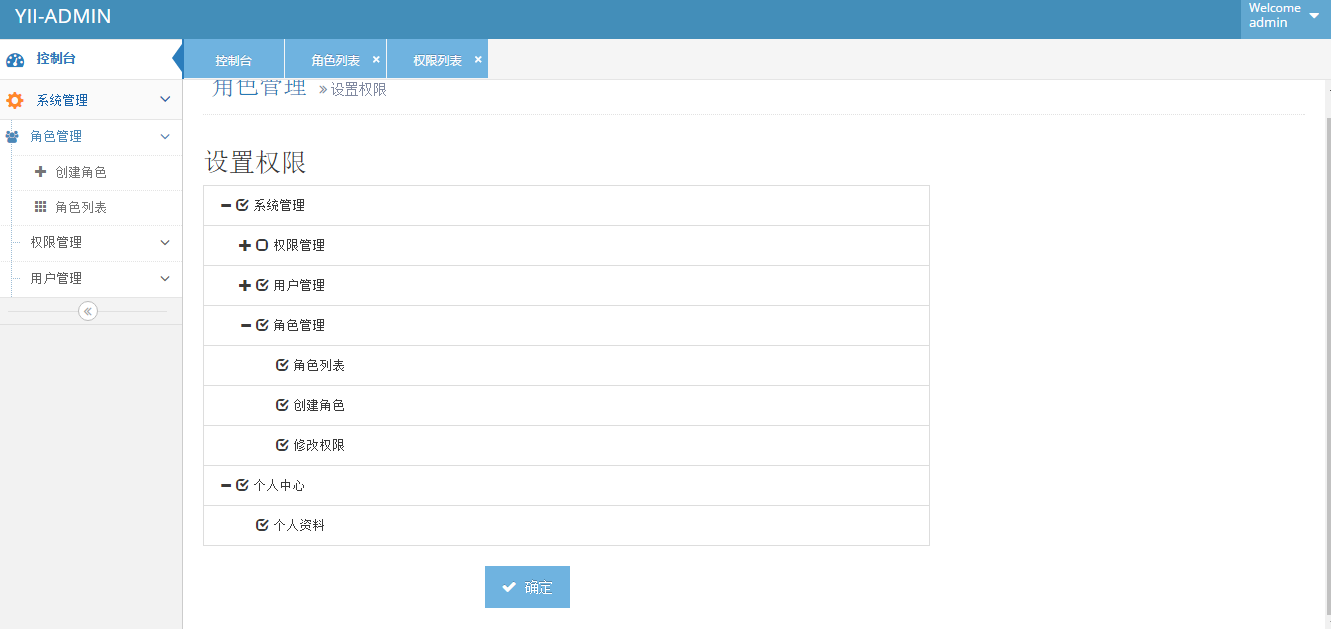 YII-ADMIN
Welcome
admin
控制台
控制台
角色列表 ×
权限列表 ×
系统管理
角色管理
创建角色
角色列表
权限管理
用户管理
角色管理 » 设置权限
设置权限
系统管理
权限管理
用户管理
角色管理
角色列表
创建角色
修改权限
个人中心
个人资料
确定